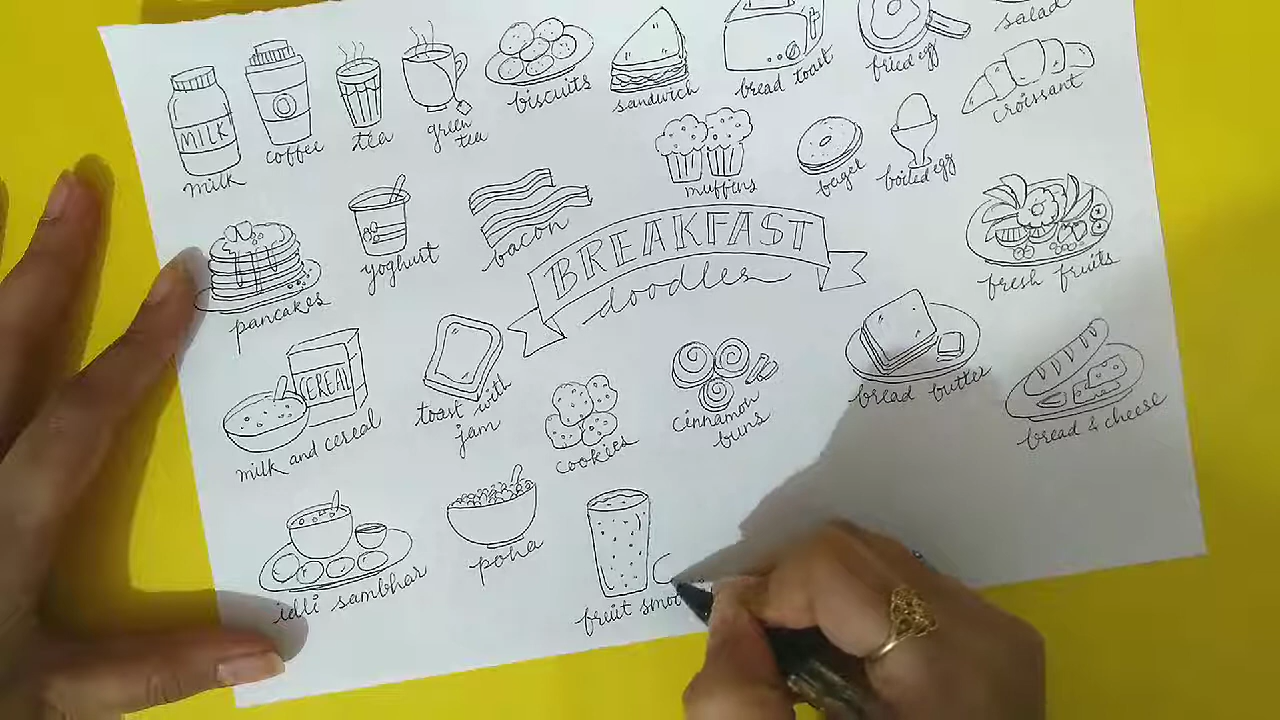 MILK
milk
coffee
tea
green
tea
biscuits
sandwich
bread toast
fried egg
salad
croissant
muffins
bagel
boiled egg
pancakes
yoghurt
bacon
BREAKFAST
doodles
fresh fruits
CEREAL
milk and cereal
toast with
jam
cookies
cinnamon
buns
bread butter
bread & cheese
idli sambhar
poha
fruit smoo